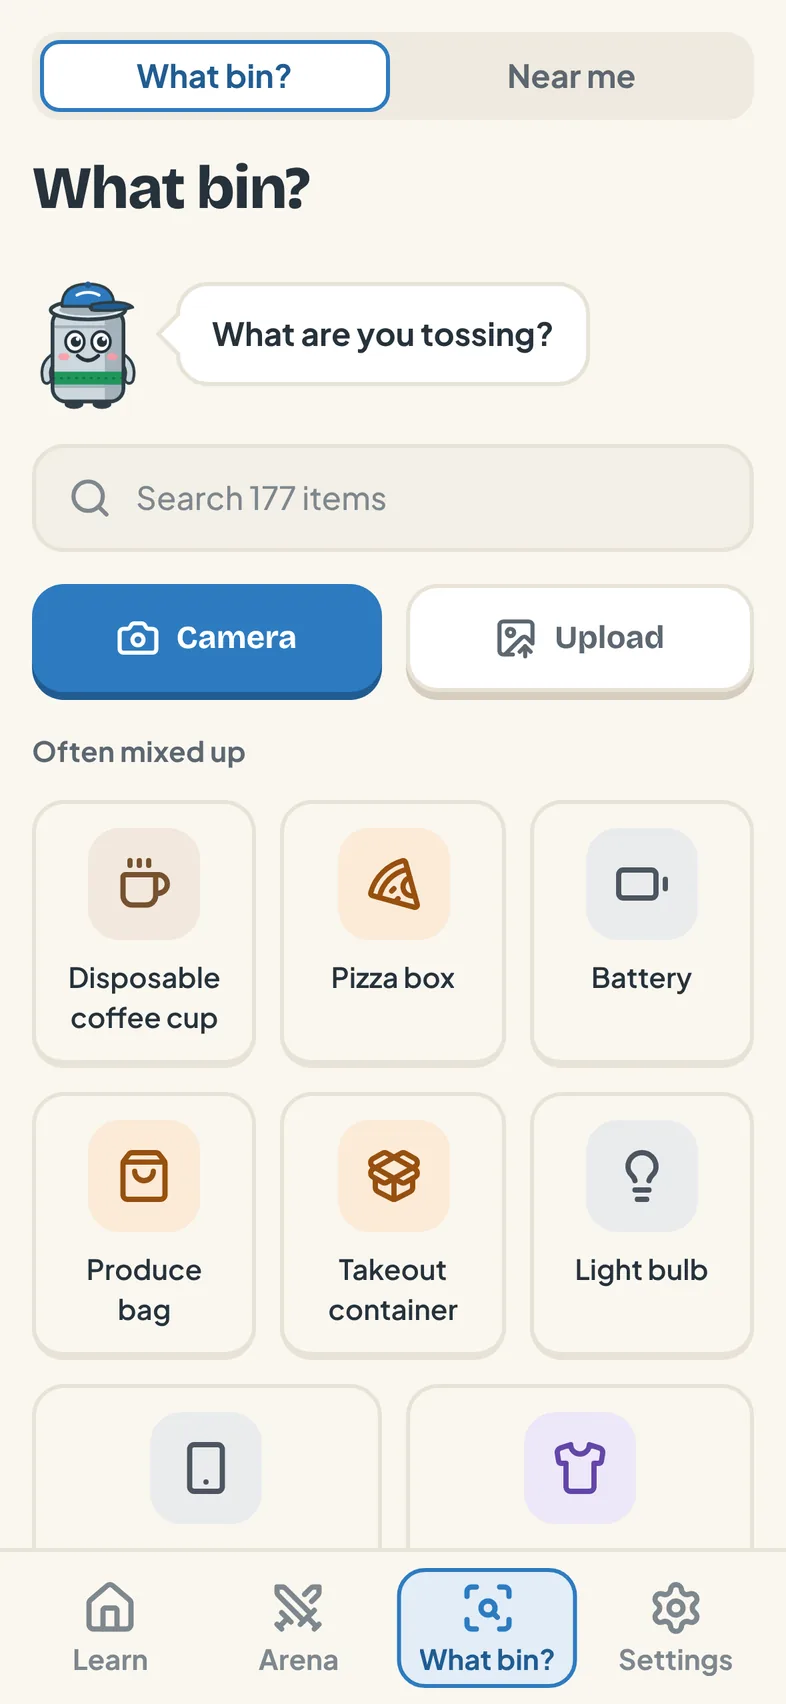 What bin?
Near me
What bin?
What are you tossing?
Search 177 items
Camera
Upload
Often mixed up
Disposable
coffee cup
Pizza box
Battery
Produce
bag
Takeout
container
Light bulb
Learn
Arena
What bin?
Settings